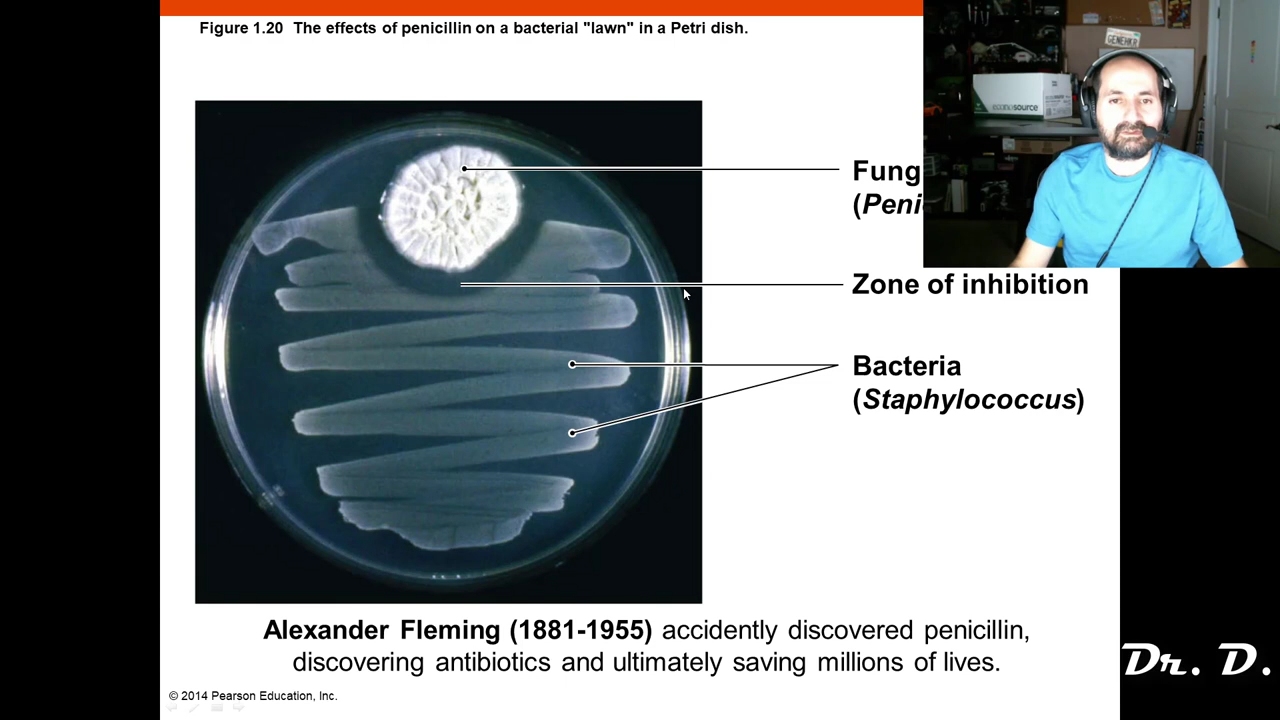 Figure 1.20 The effects of penicillin on a bacterial "lawn" in a Petri dish.
GENEHKR
econosource
Fung
(Peni
Zone of inhibition
Bacteria
(Staphylococcus)
Alexander Fleming (1881-1955) accidently discovered penicillin,
discovering antibiotics and ultimately saving millions of lives.
Dr. D.
© 2014 Pearson Education, Inc.